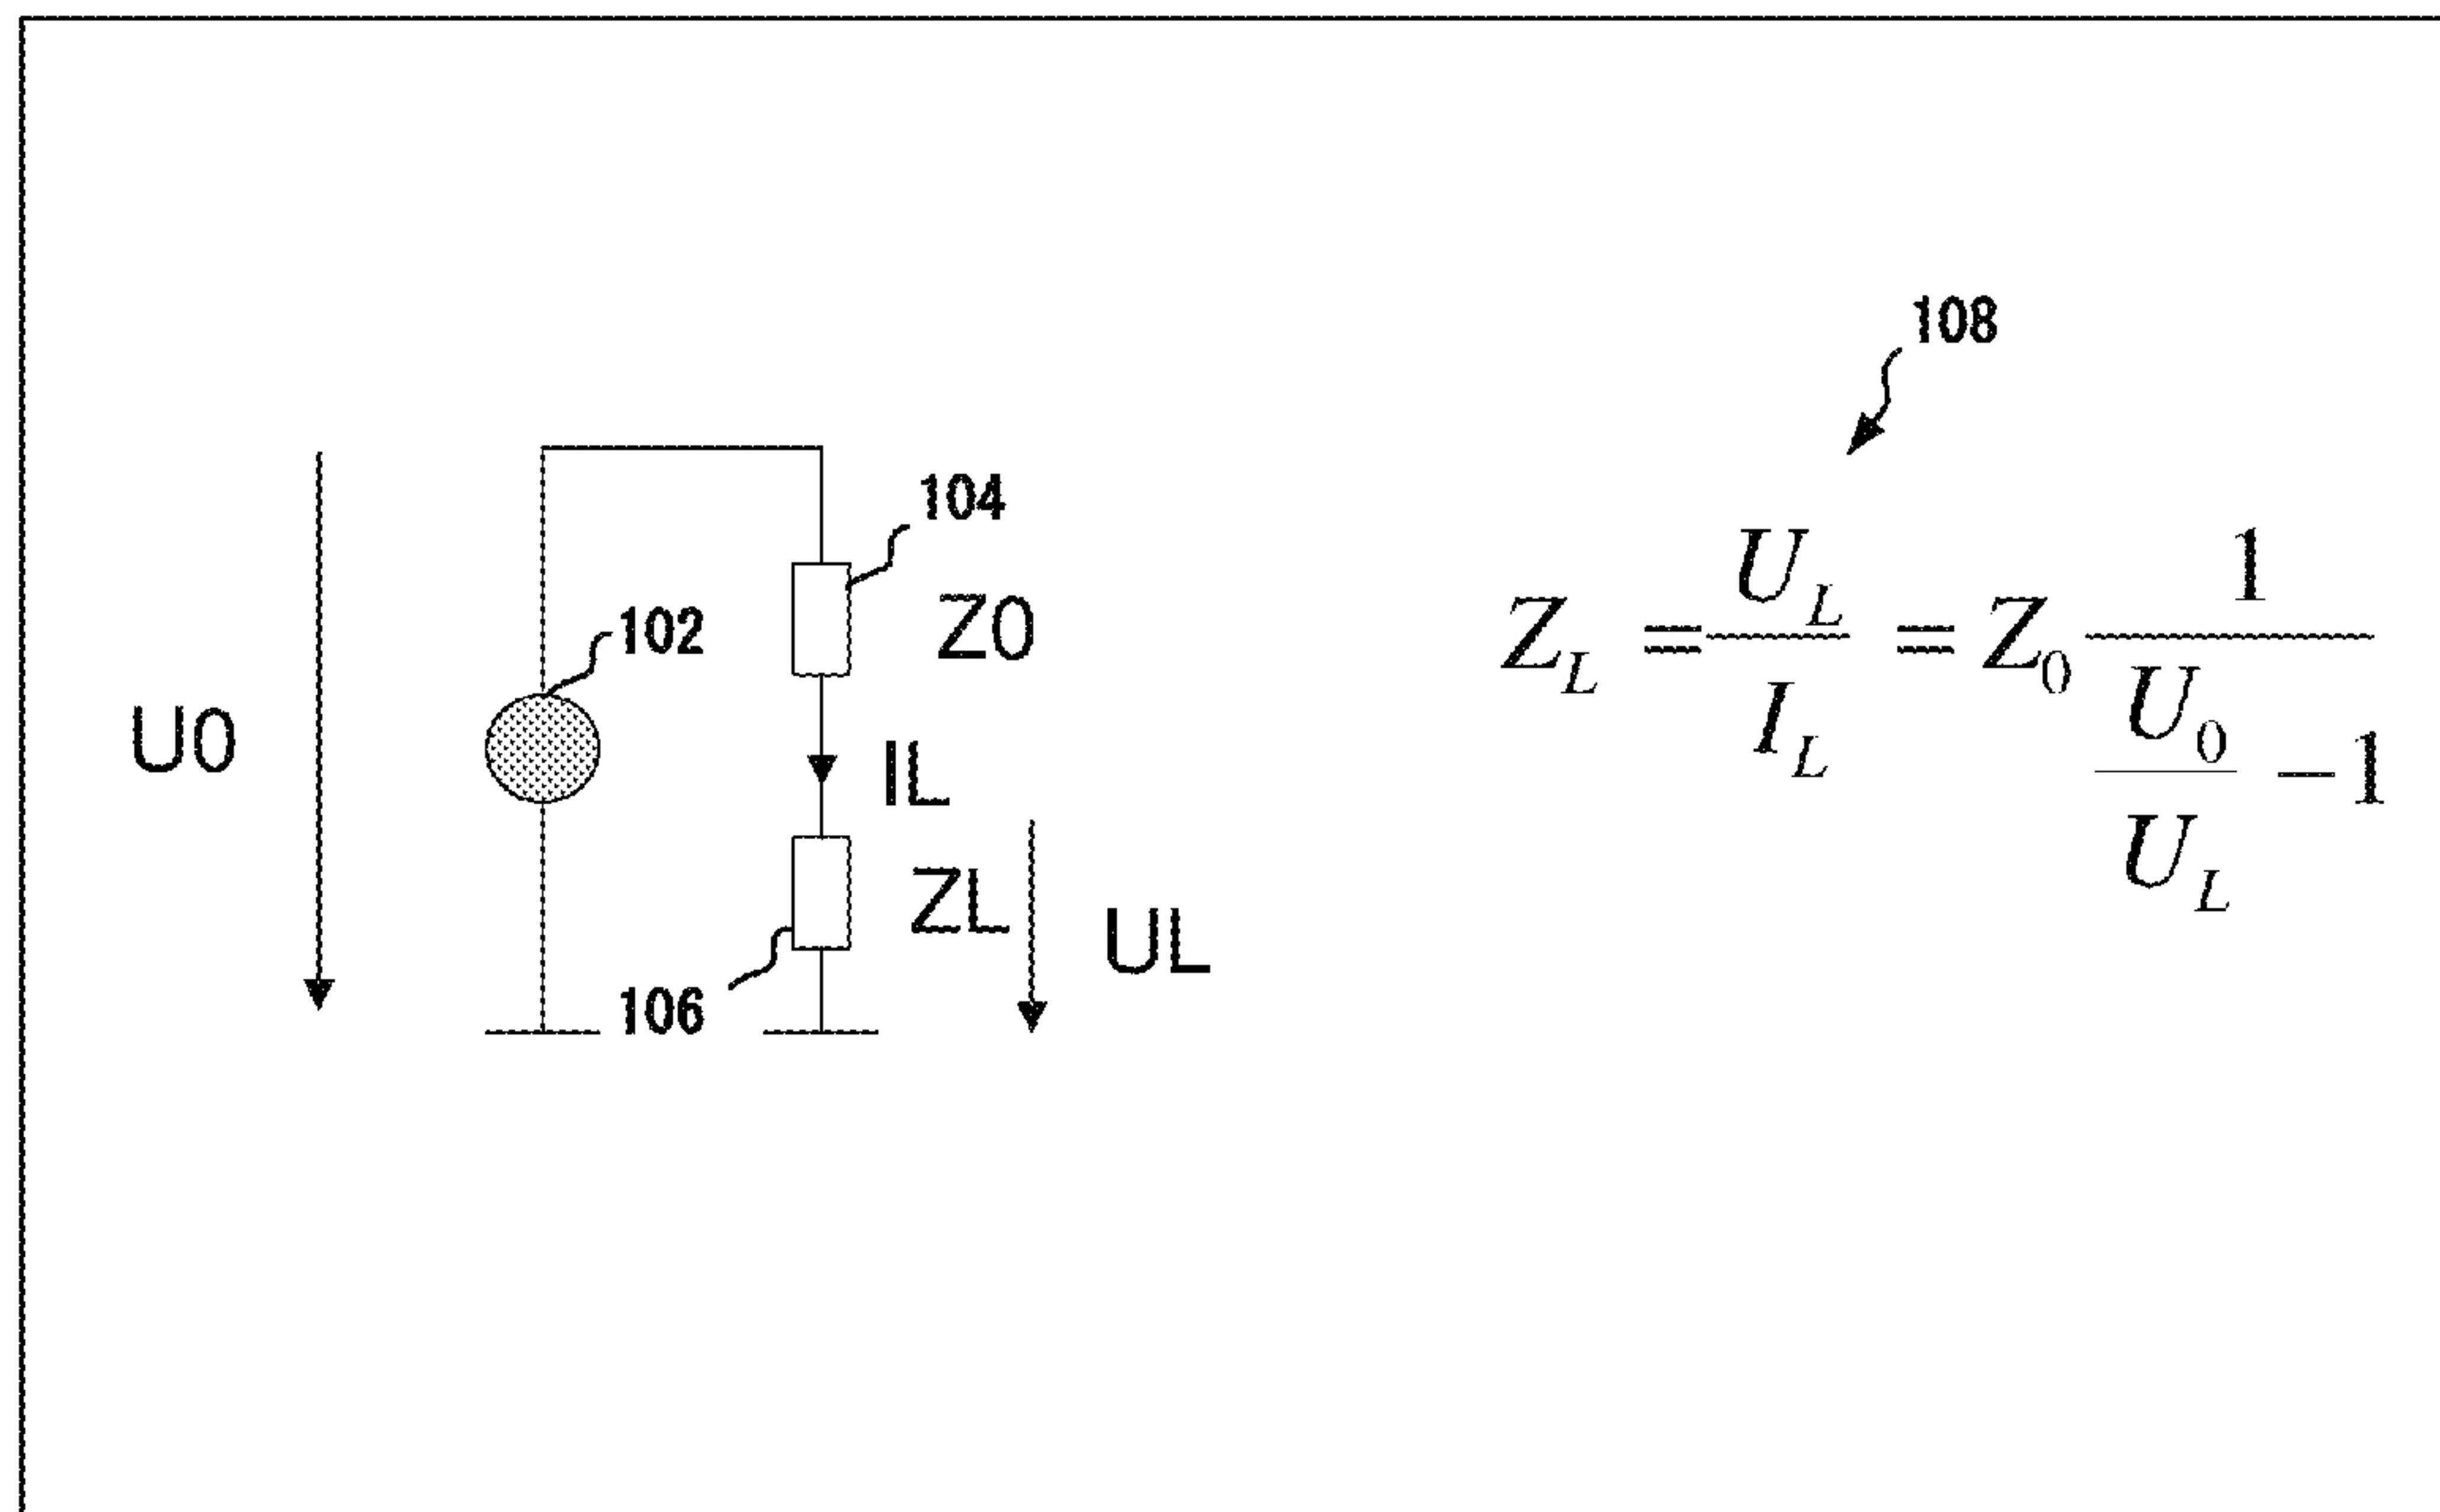 108
104
Z0
102
U0
IL
ZL
UL
106
Z_L = U_L / I_L = Z_0 1 / (U_0 / U_L - 1)